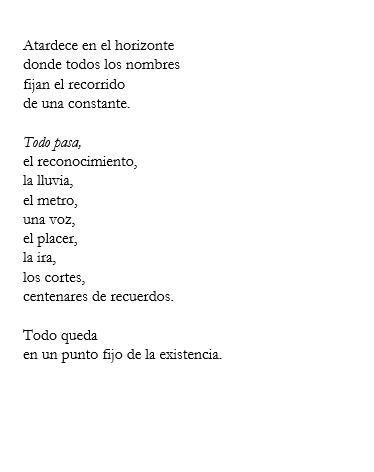 Atardece en el horizonte
donde todos los nombres
fijan el recorrido
de una constante.
Todo pasa,
el reconocimiento,
la lluvia,
el metro,
una voz,
el placer,
la ira,
los cortes,
centenares de recuerdos.
Todo queda
en un punto fijo de la existencia.